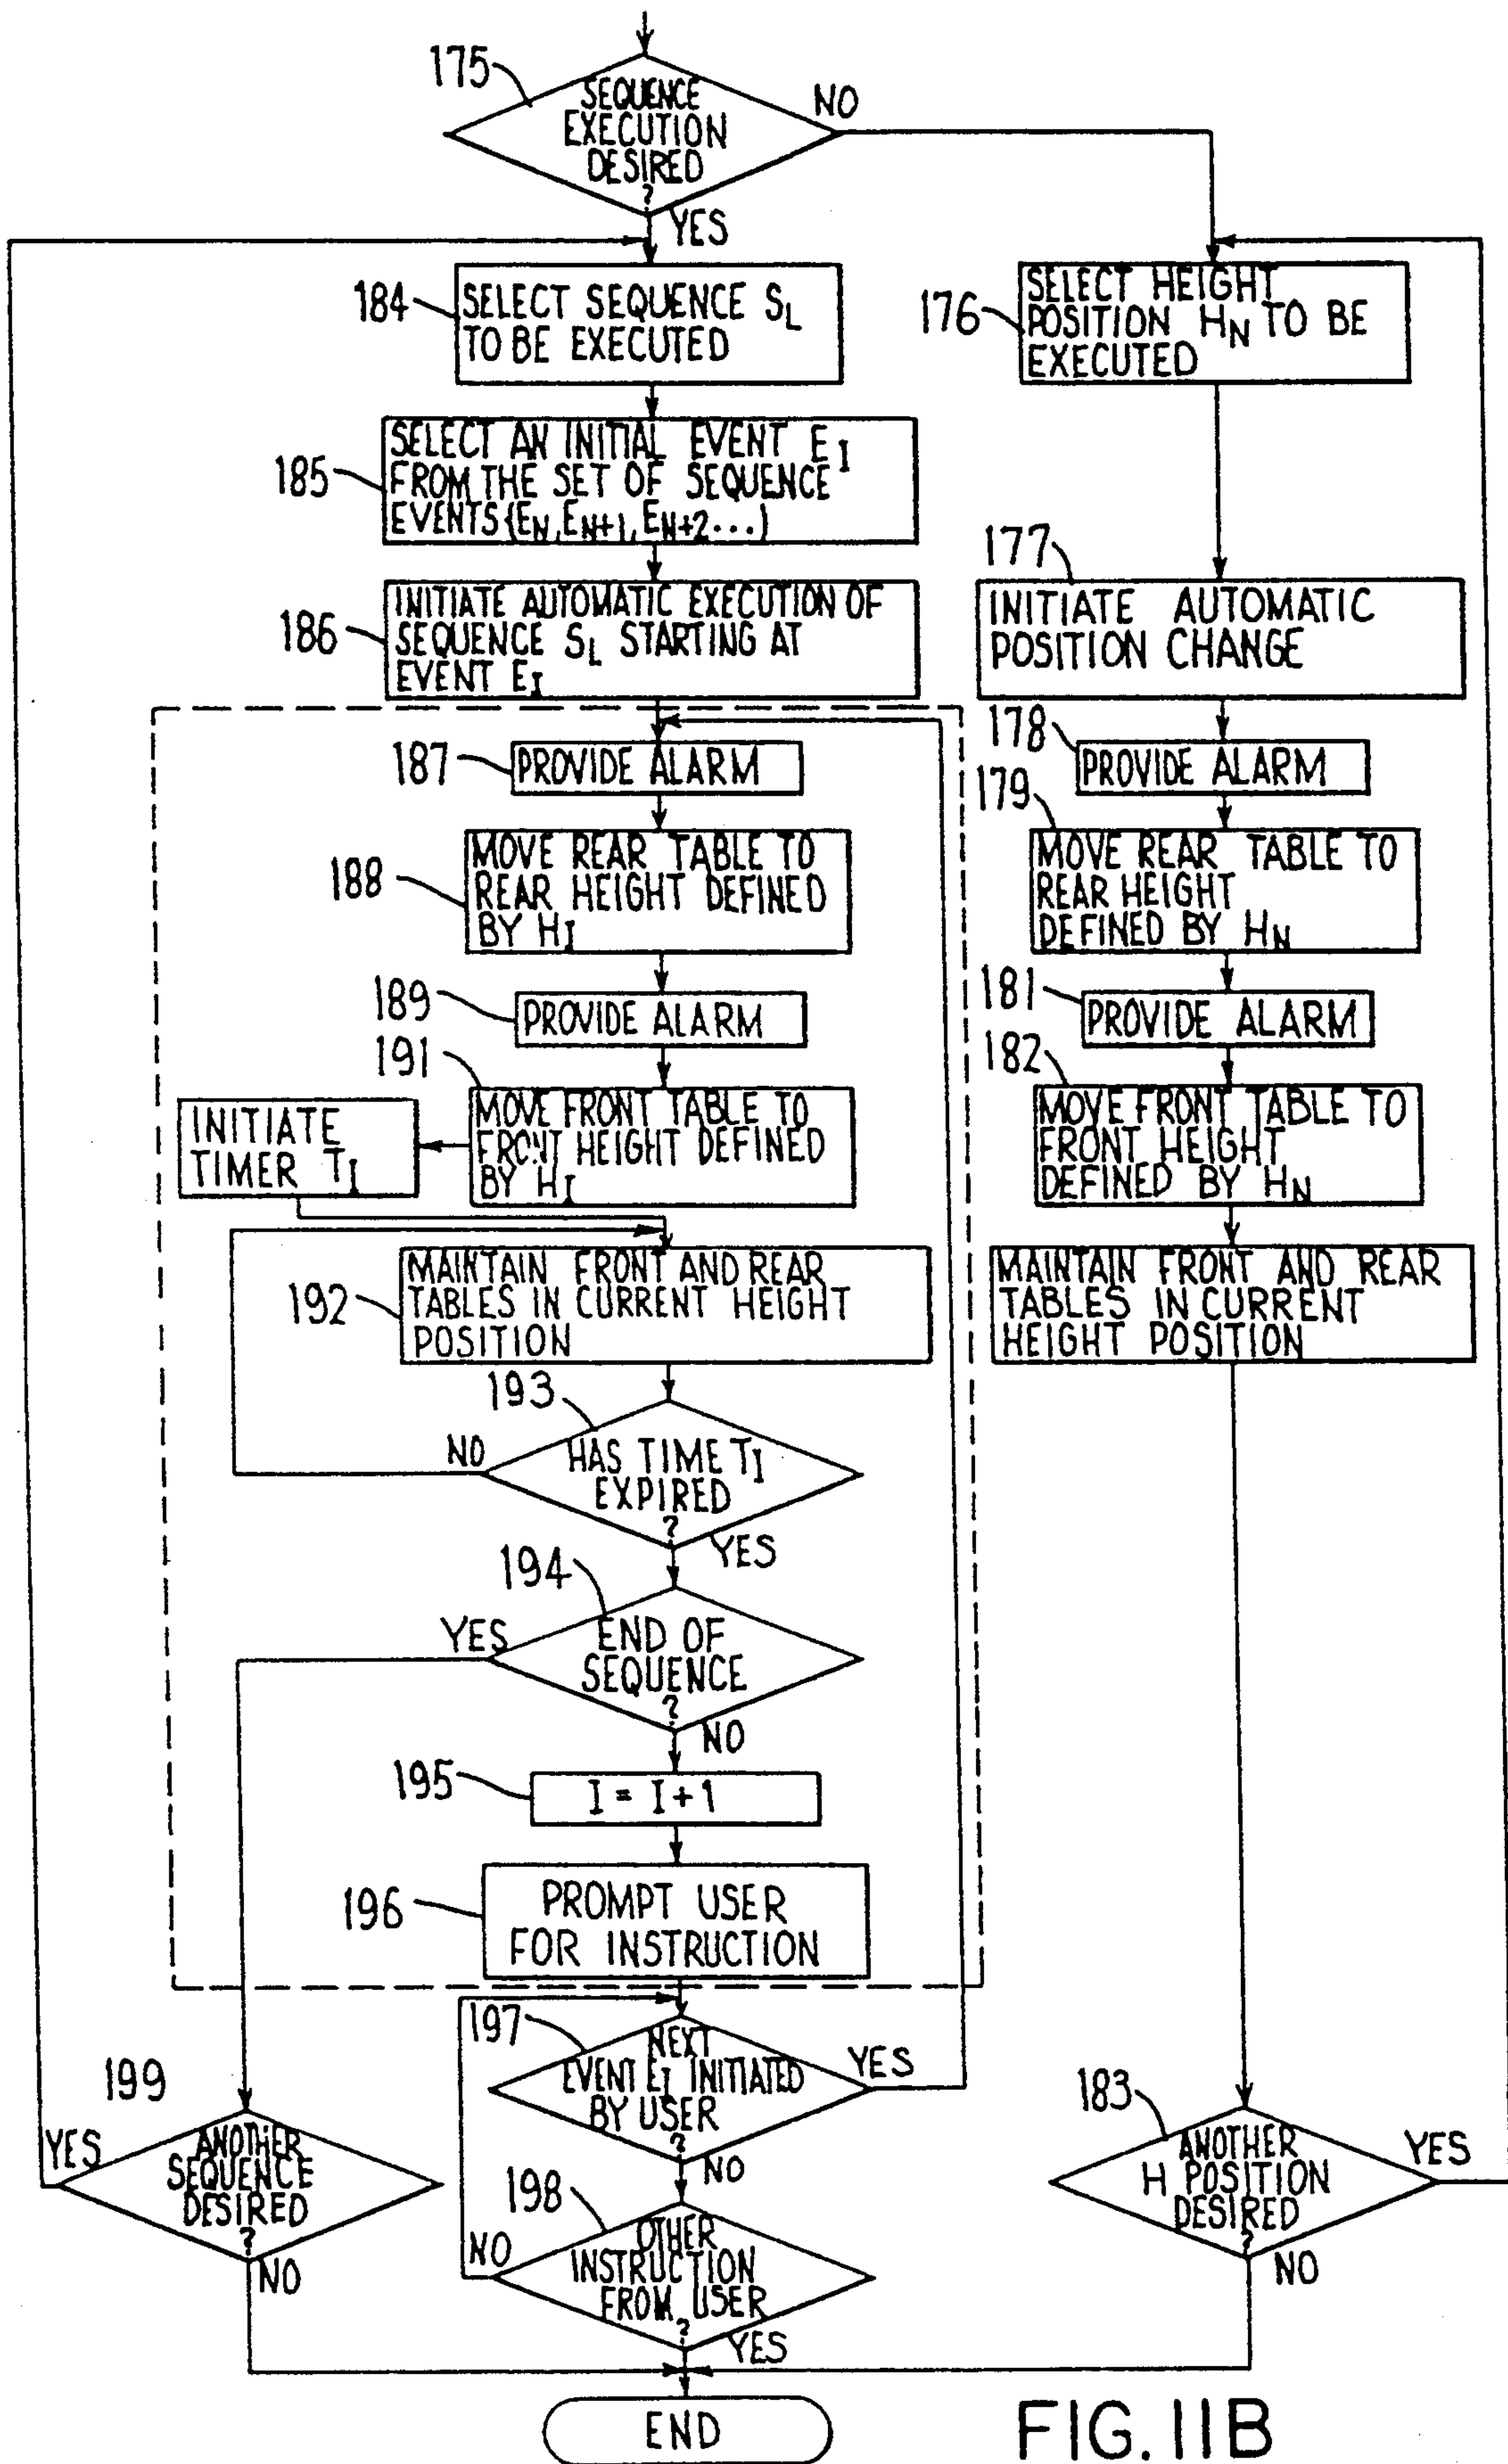 175
SEQUENCE
EXECUTION
DESIRED
?
NO
YES
184
SELECT SEQUENCE SL
TO BE EXECUTED
176
SELECT HEIGHT
POSITION HN TO BE
EXECUTED
185
SELECT AN INITIAL EVENT EI
FROM THE SET OF SEQUENCE
EVENTS {EN, EN+1, EN+2...)
186
INITIATE AUTOMATIC EXECUTION OF
SEQUENCE SL STARTING AT
EVENT EI
177
INITIATE AUTOMATIC
POSITION CHANGE
187
PROVIDE ALARM
178
PROVIDE ALARM
188
MOVE REAR TABLE TO
REAR HEIGHT DEFINED
BY HI
179
MOVE REAR TABLE TO
REAR HEIGHT
DEFINED BY HN
189
PROVIDE ALARM
181
PROVIDE ALARM
191
MOVE FRONT TABLE TO
FRONT HEIGHT DEFINED
BY HI
182
MOVE FRONT TABLE TO
FRONT HEIGHT
DEFINED BY HN
INITIATE
TIMER TI
192
MAINTAIN FRONT AND REAR
TABLES IN CURRENT HEIGHT
POSITION
MAINTAIN FRONT AND REAR
TABLES IN CURRENT
HEIGHT POSITION
193
HAS TIME TI
EXPIRED
?
NO
YES
194
END OF
SEQUENCE
?
YES
NO
195
I = I+1
196
PROMPT USER
FOR INSTRUCTION
197
NEXT
EVENT EI INITIATED
BY USER
?
YES
NO
199
ANOTHER
SEQUENCE
DESIRED
?
YES
NO
198
OTHER
INSTRUCTION
FROM USER
?
NO
YES
183
ANOTHER
H POSITION
DESIRED
?
YES
NO
END
FIG. 11B